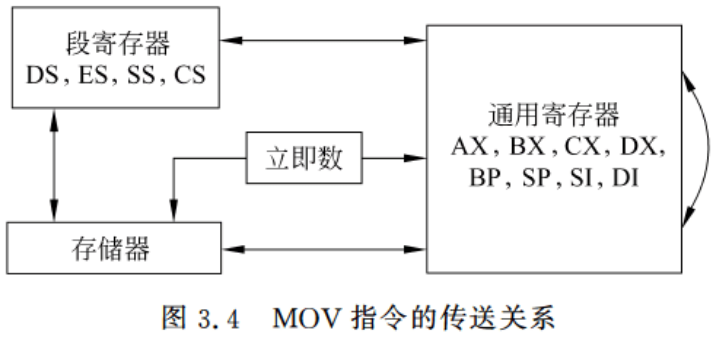 段寄存器
DS, ES, SS, CS
通用寄存器
AX, BX, CX, DX,
BP, SP, SI, DI
立即数
存储器
图 3.4 MOV 指令的传送关系